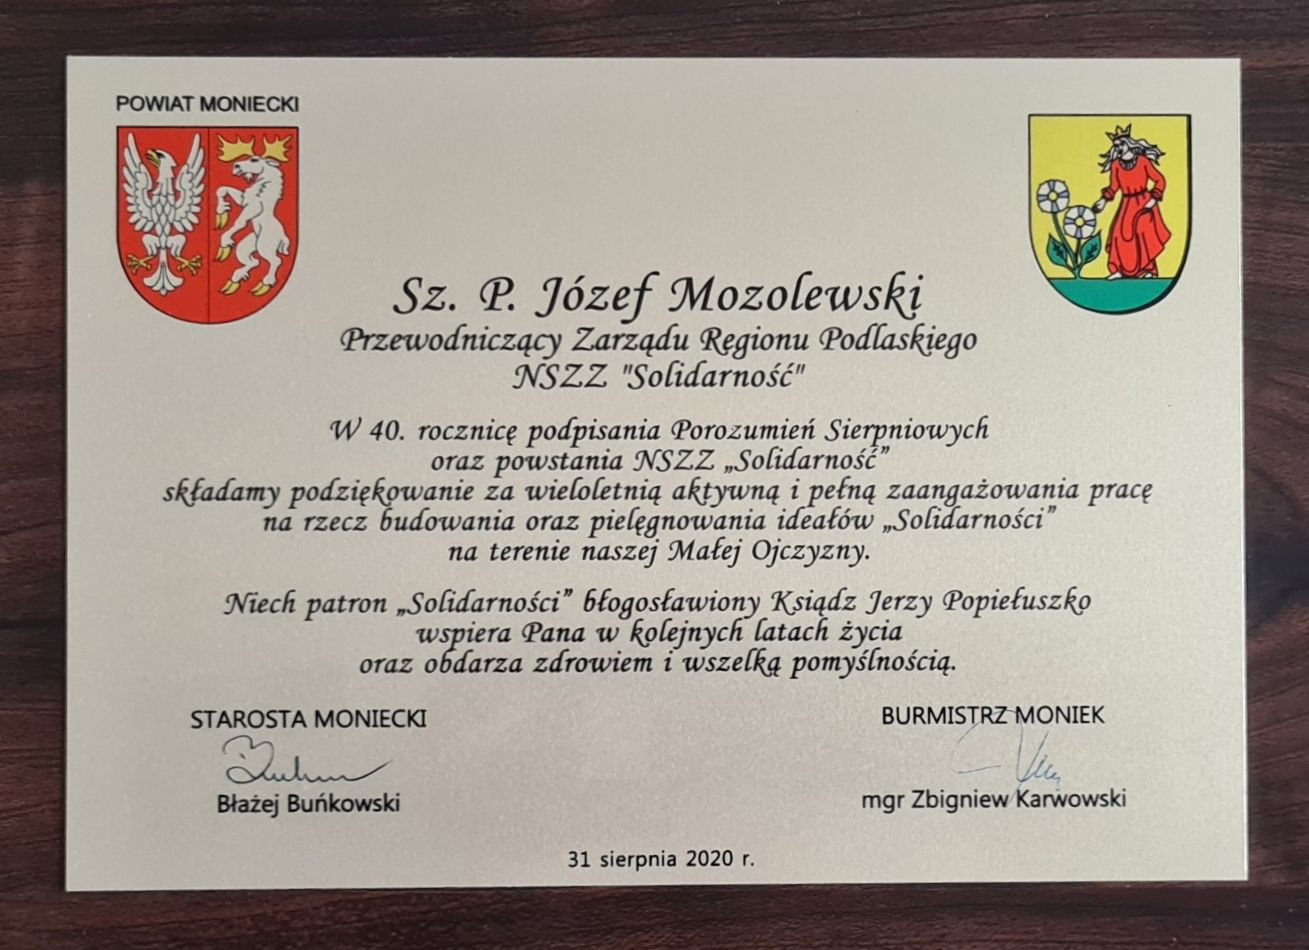 POWIAT MONIECKI
Sz. P. Józef Mozolewski
Przewodniczący Zarządu Regionu Podlaskiego
NSZZ "Solidarność"
W 40. rocznicę podpisania Porozumień Sierpniowych
oraz powstania NSZZ „Solidarność”
składamy podziękowanie za wieloletnią aktywną i pełną zaangażowania pracę
na rzecz budowania oraz pielęgnowania ideałów „Solidarności”
na terenie naszej Małej Ojczyzny.
Niech patron „Solidarności” błogosławiony Ksiądz Jerzy Popiełuszko
wspiera Pana w kolejnych latach życia
oraz obdarza zdrowiem i wszelką pomyślnością.
STAROSTA MONIECKI
Błażej Buńkowski
BURMISTRZ MONIEK
mgr Zbigniew Karwowski
31 sierpnia 2020 r.